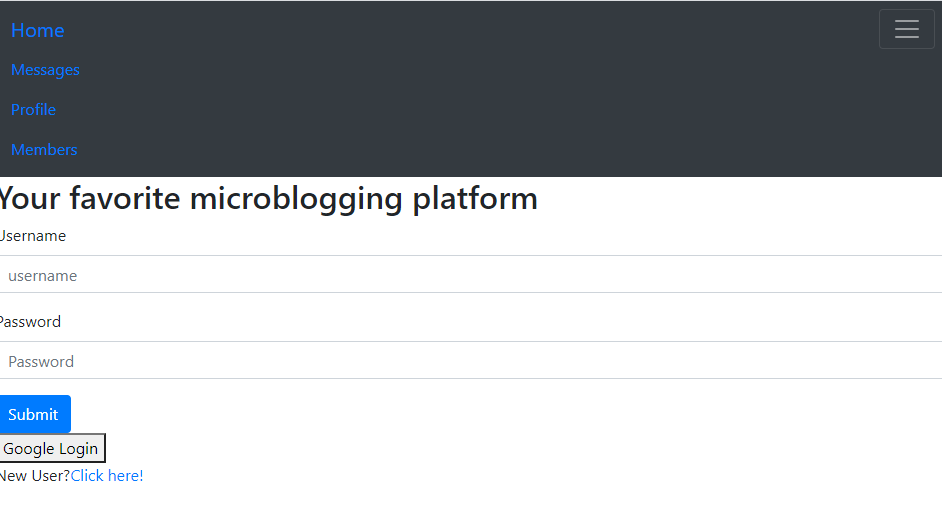 Home
Messages
Profile
Members
Your favorite microblogging platform
Username
username
Password
Password
Submit
Google Login
New User?Click here!